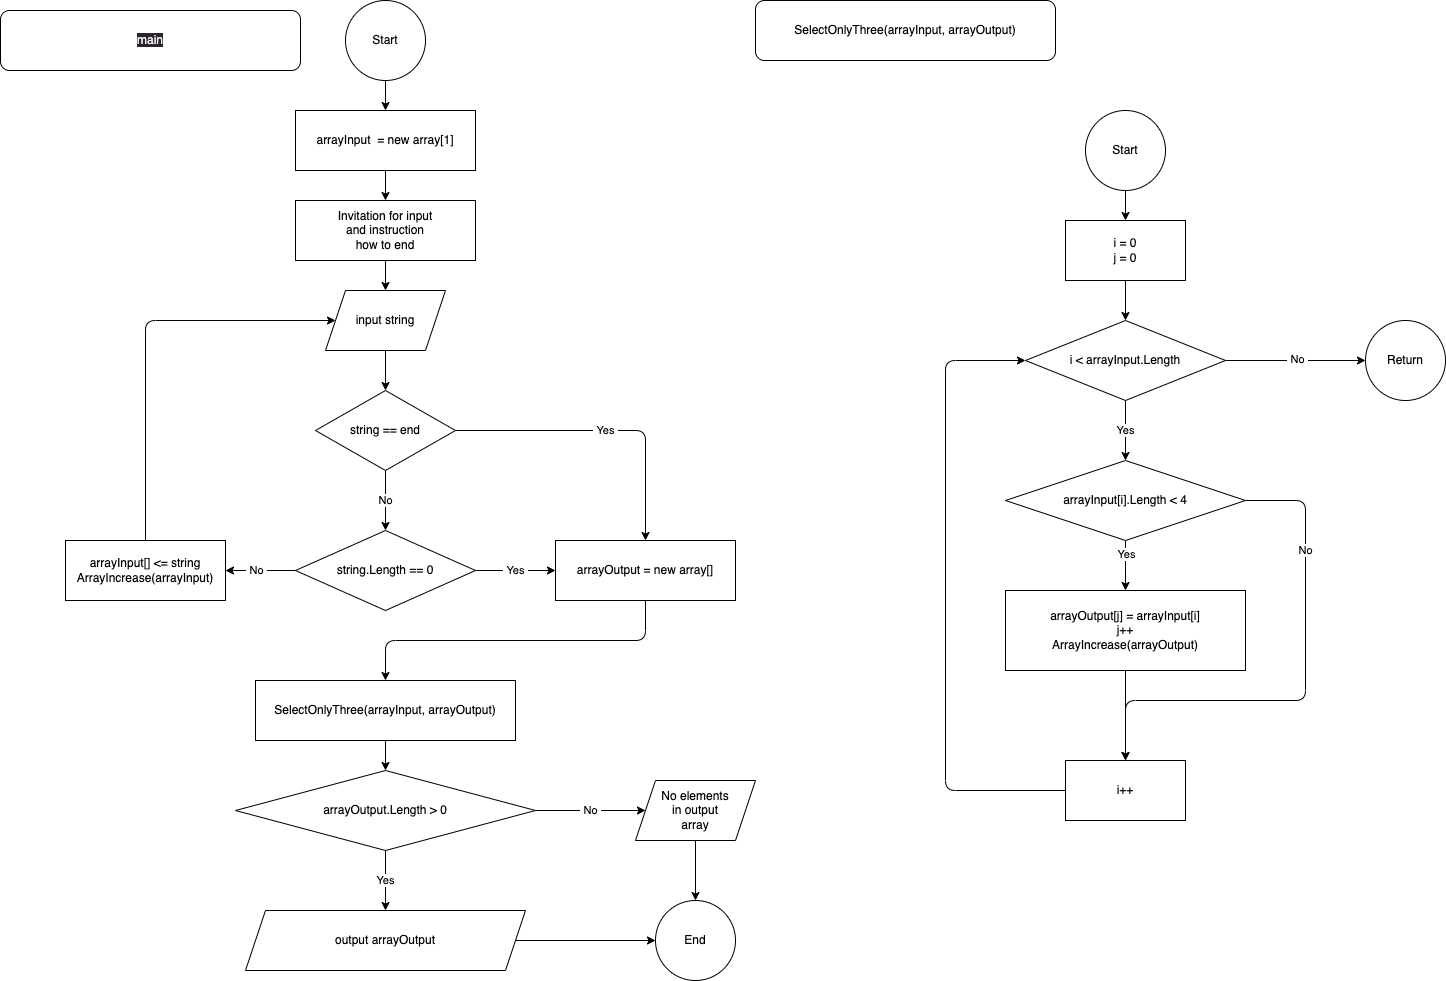 main
Start
arrayInput  = new array[1]
Invitation for input
and instruction
how to end
input string
string == end
Yes
No
string.Length == 0
No
Yes
arrayInput[] <= string
ArrayIncrease(arrayInput)
arrayOutput = new array[]
SelectOnlyThree(arrayInput, arrayOutput)
arrayOutput.Length > 0
No
No elements
in output
array
Yes
output arrayOutput
End
SelectOnlyThree(arrayInput, arrayOutput)
Start
i = 0
j = 0
i < arrayInput.Length
No
Return
Yes
arrayInput[i].Length < 4
Yes
No
arrayOutput[j] = arrayInput[i]
j++
ArrayIncrease(arrayOutput)
i++